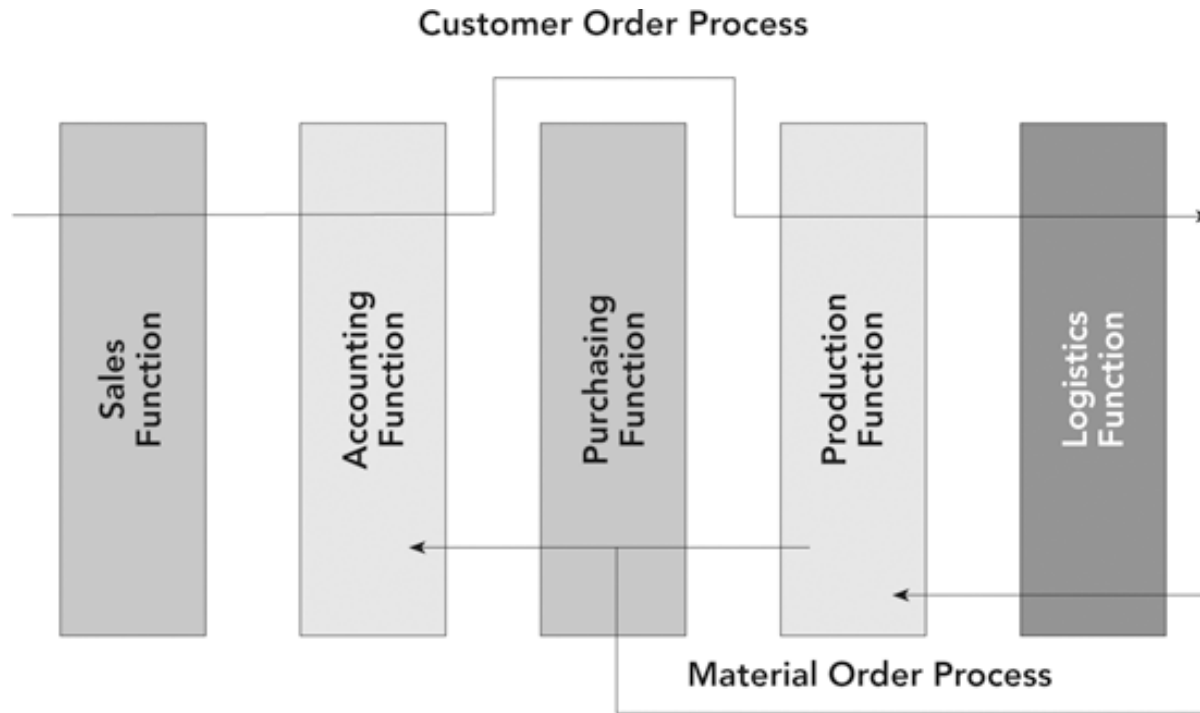 Customer Order Process
Sales
Function
Accounting
Function
Purchasing
Function
Production
Function
Logistics
Function
Material Order Process